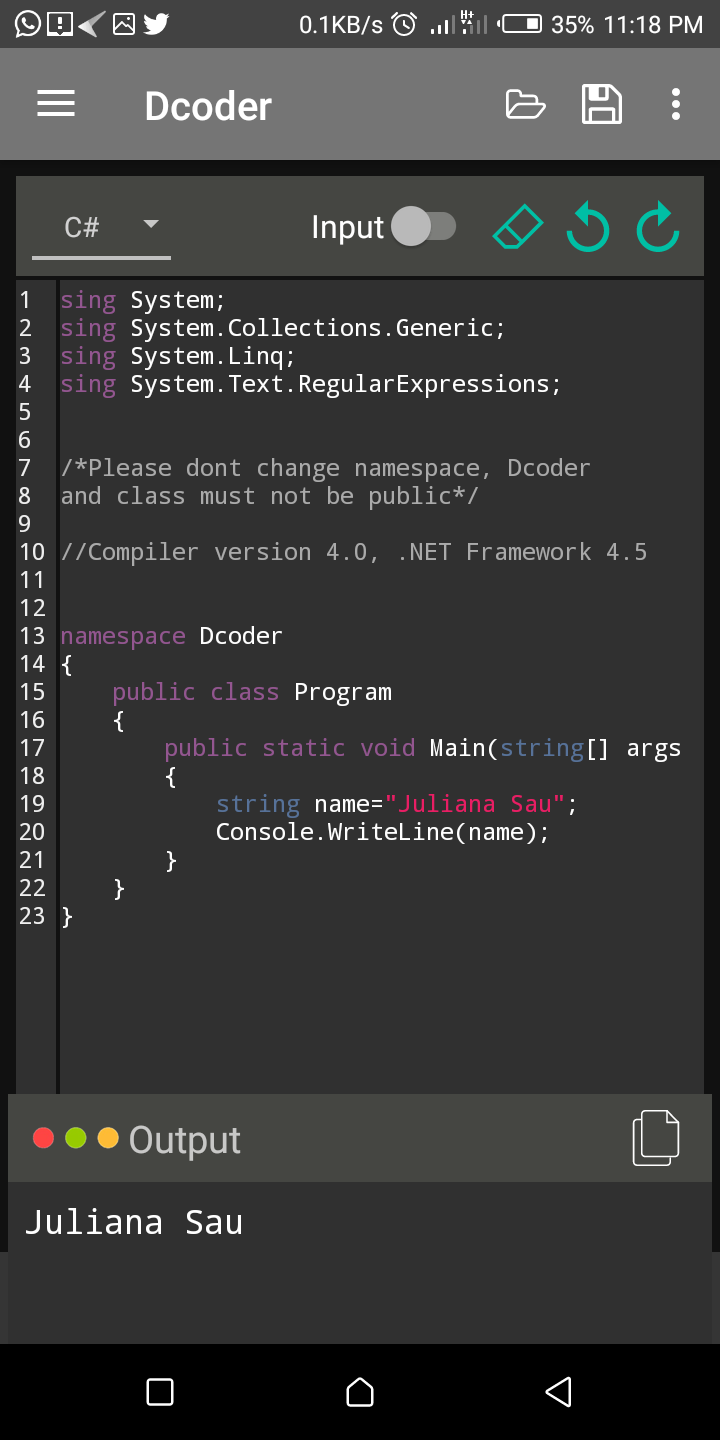 0.1KB/s H+ 35% 11:18 PM
Dcoder
C# Input
1 sing System;
2 sing System.Collections.Generic;
3 sing System.Linq;
4 sing System.Text.RegularExpressions;
5
6
7 /*Please dont change namespace, Dcoder
8 and class must not be public*/
9
10 //Compiler version 4.0, .NET Framework 4.5
11
12
13 namespace Dcoder
14 {
15 public class Program
16 {
17 public static void Main(string[] args
18 {
19 string name="Juliana Sau";
20 Console.WriteLine(name);
21 }
22 }
23 }
Output
Juliana Sau